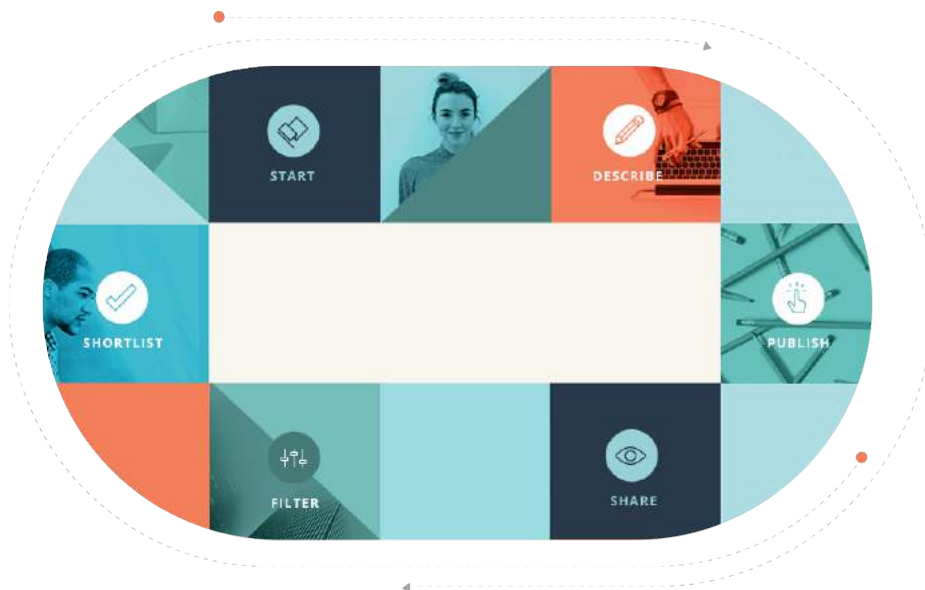 START
DESCRIBE
SHORTLIST
PUBLISH
FILTER
SHARE